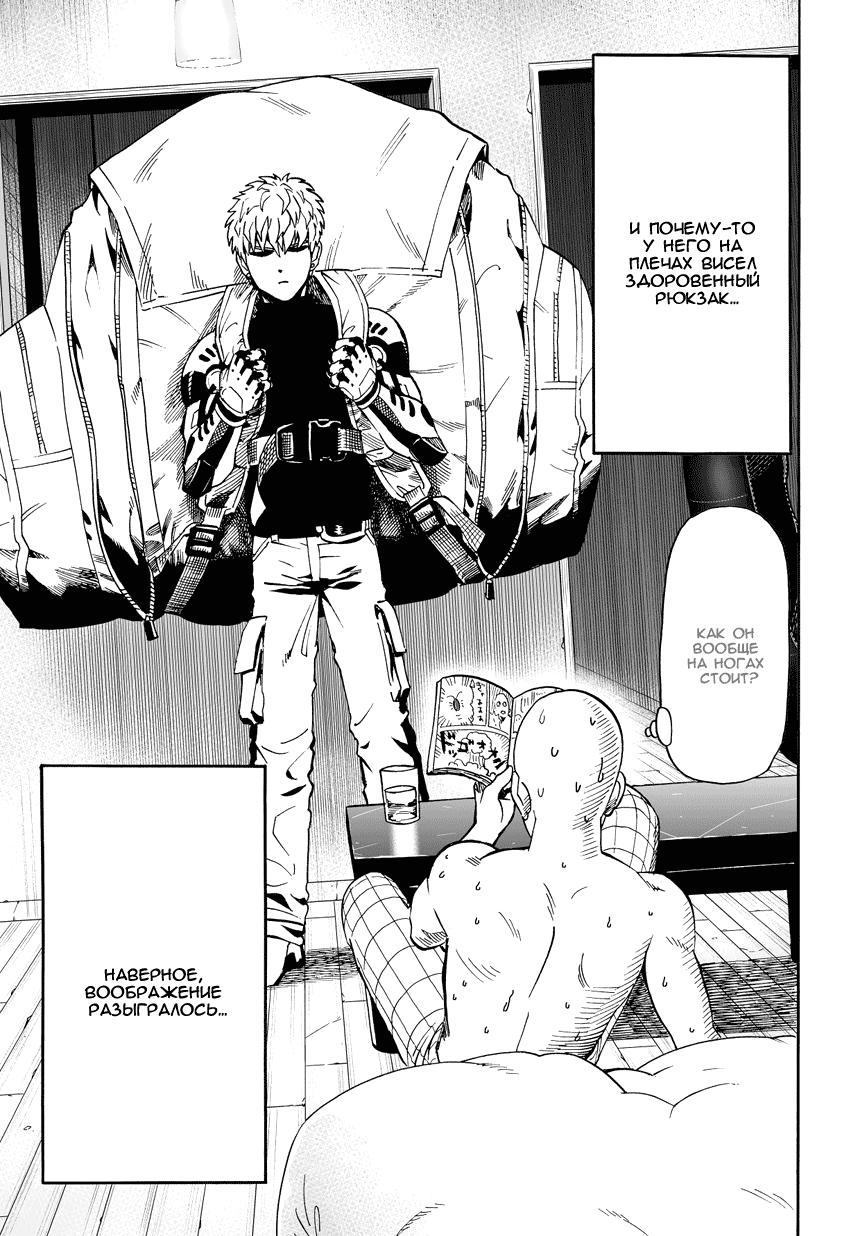 И ПОЧЕМУ-ТО
У НЕГО НА
ПЛЕЧАХ ВИСЕЛ
ЗДОРОВЕННЫЙ
РЮКЗАК...
КАК ОН
ВООБЩЕ
НА НОГАХ
СТОИТ?
НАВЕРНОЕ,
ВООБРАЖЕНИЕ
РАЗЫГРАЛОСЬ...